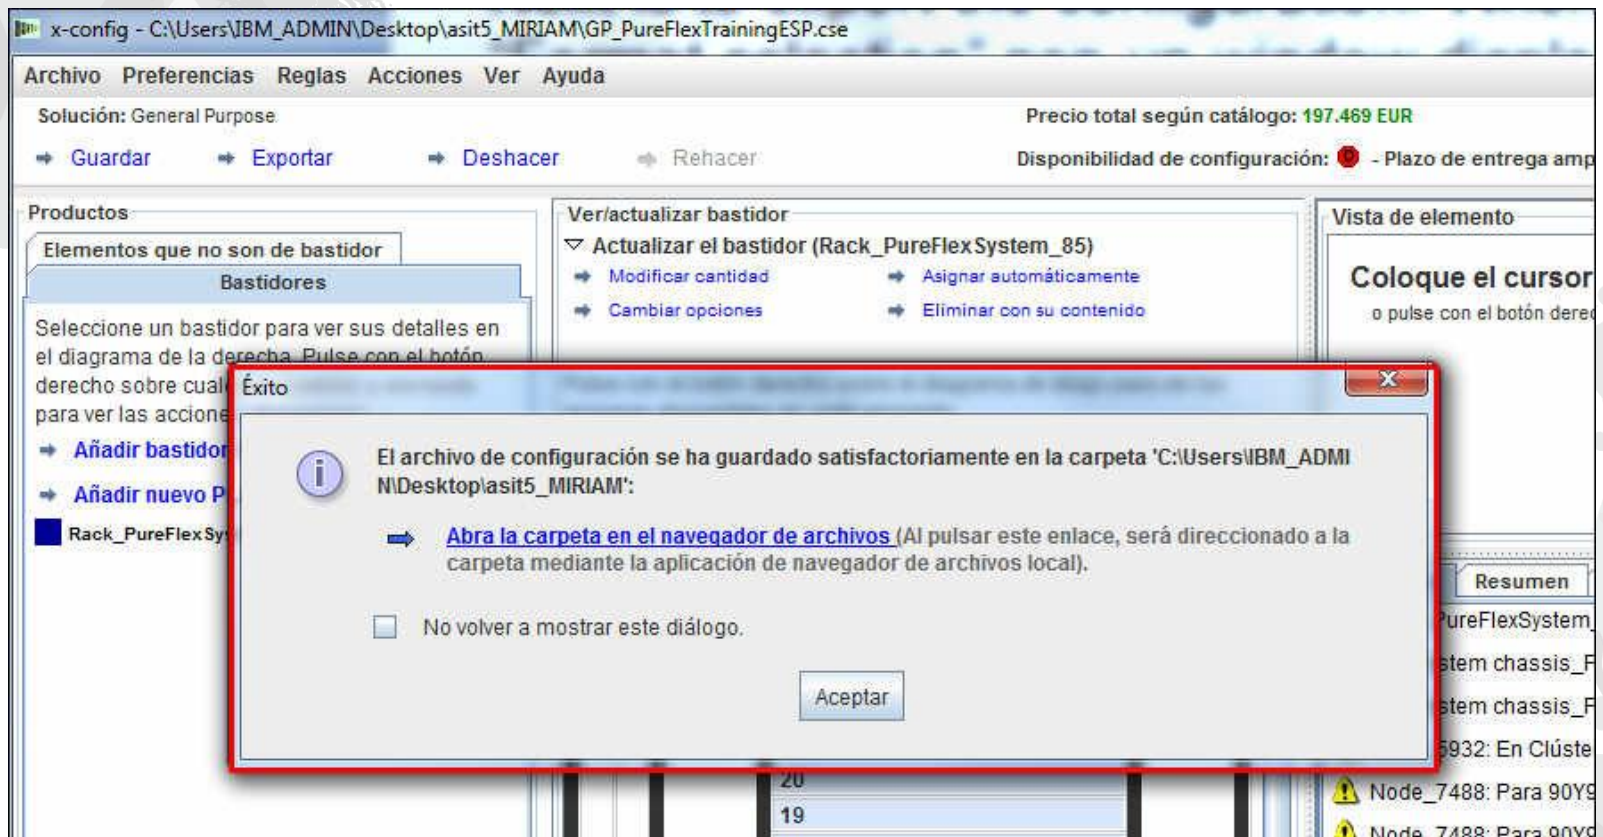 x-config - C:\Users\IBM_ADMIN\Desktop\asit5_MIRIAM\GP_PureFlexTrainingESP.cse
Archivo Preferencias Reglas Acciones Ver Ayuda
Solución: General Purpose
Precio total según catálogo: 197.469 EUR
Guardar Exportar Deshacer Rehacer
Disponibilidad de configuración: - Plazo de entrega amp
Productos
Elementos que no son de bastidor
Bastidores
Seleccione un bastidor para ver sus detalles en
el diagrama de la derecha. Pulse con el botón
derecho sobre cual
para ver las accione
Añadir bastidor
Añadir nuevo P
Rack_PureFlexSy
Ver/actualizar bastidor
Actualizar el bastidor (Rack_PureFlexSystem_85)
Modificar cantidad Asignar automáticamente
Cambiar opciones Eliminar con su contenido
Vista de elemento
Coloque el cursor
o pulse con el botón derec
Éxito
El archivo de configuración se ha guardado satisfactoriamente en la carpeta 'C:\Users\IBM_ADMI
N\Desktop\asit5_MIRIAM':
Abra la carpeta en el navegador de archivos (Al pulsar este enlace, será direccionado a la
carpeta mediante la aplicación de navegador de archivos local).
No volver a mostrar este diálogo.
Aceptar
20
19
Resumen
PureFlexSystem_
stem chassis_F
stem chassis_F
5932: En Clúste
Node_7488: Para 90Y9
Node_7488: Para 90Y9